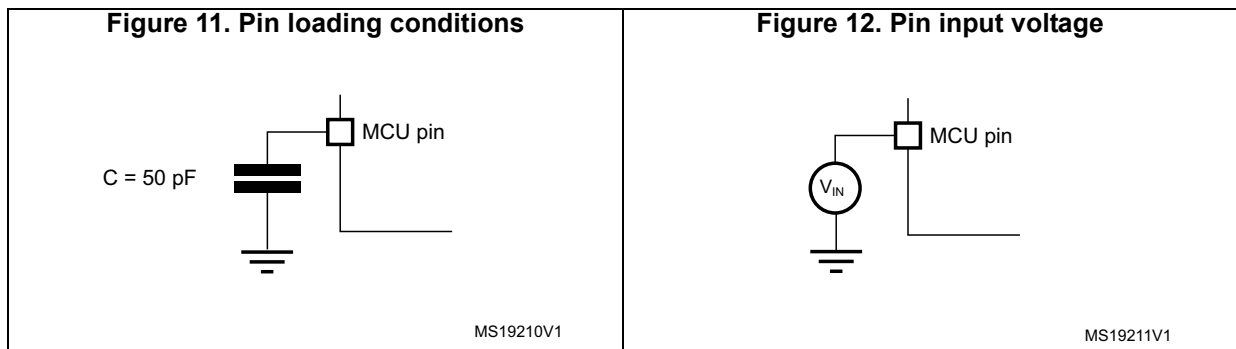 Figure 11. Pin loading conditions
MCU pin
C = 50 pF
MS19210V1
Figure 12. Pin input voltage
MCU pin
VIN
MS19211V1